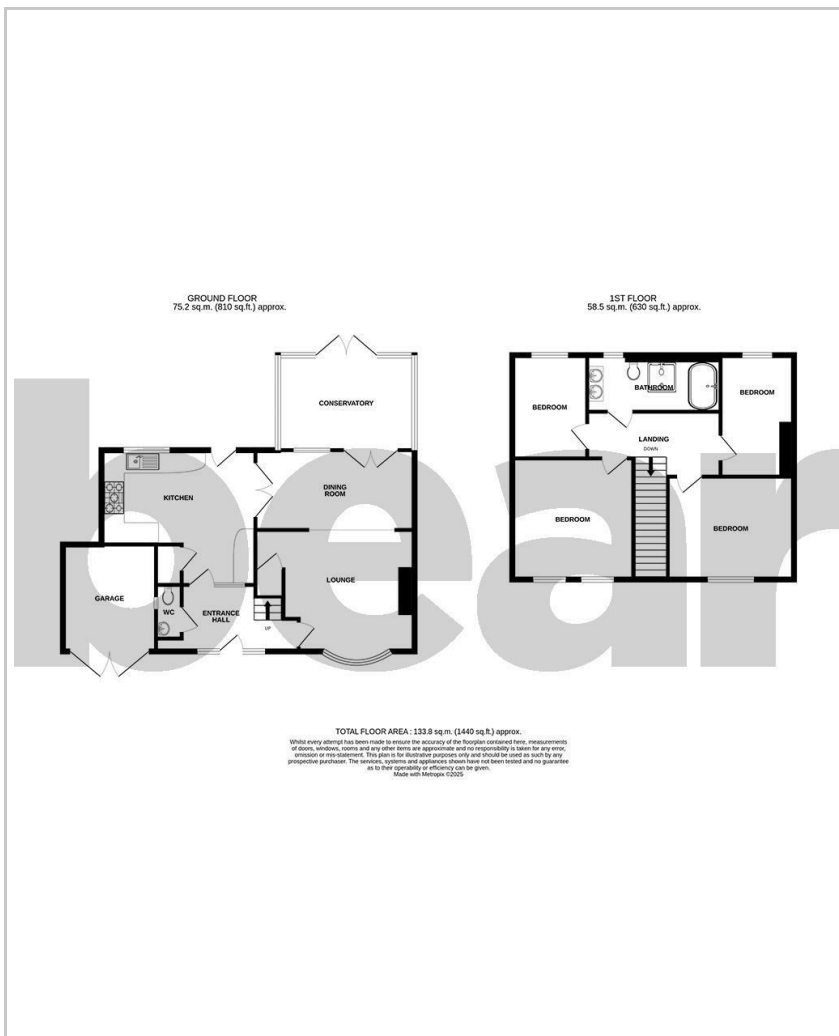 GROUND FLOOR
75.2 sq.m. (810 sq.ft.) approx.
CONSERVATORY
KITCHEN
DINING
ROOM
LOUNGE
GARAGE
WC
ENTRANCE
HALL
UP
1ST FLOOR
58.5 sq.m. (630 sq.ft.) approx.
BATHROOM
BEDROOM
BEDROOM
LANDING
DOWN
BEDROOM
BEDROOM
bear
TOTAL FLOOR AREA : 133.8 sq.m. (1440 sq.ft.) approx.
Whilst every attempt has been made to ensure the accuracy of the floorplan contained here, measurements
of doors, windows, rooms and any other items are approximate and no responsibility is taken for any error,
omission or mis-statement. This plan is for illustrative purposes only and should be used as such by any
prospective purchaser. The services, systems and appliances shown have not been tested and no guarantee
as to their operability or efficiency can be given.
Made with Metropix ©2025